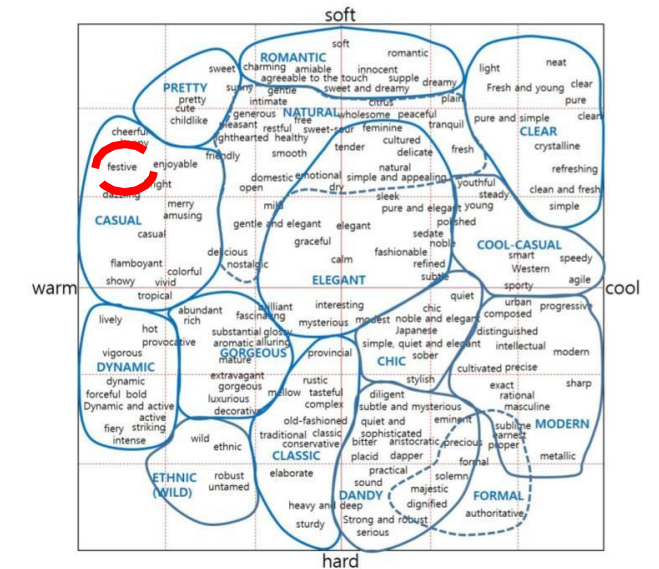 soft
ROMANTIC
soft
romantic
sweet
charming
amiable
innocent
agreeable to the touch
supple
dreamy
light
neat
PRETTY
sunny
gentle
sweet and dreamy
Fresh and young
clear
pretty
intimate
citrus
plain
pure
cute
generous
NATURAL
wholesome
peaceful
pure and simple
clean
childlike
free
cheerful
pleasant
restful
sweet-sour
feminine
tranquil
CLEAR
lighthearted
healthy
cultured
crystalline
friendly
smooth
tender
delicate
fresh
festive
enjoyable
natural
refreshing
domestic
emotional
simple and appealing
youthful
open
dry
clean and fresh
dazzling
sleek
steady
merry
mild
pure and elegant
young
simple
amusing
CASUAL
gentle and elegant
elegant
polished
casual
graceful
sedate
noble
COOL-CASUAL
delicious
calm
fashionable
smart
speedy
flamboyant
nostalgic
refined
Western
colorful
ELEGANT
subtle
agile
showy
vivid
sporty
warm
cool
tropical
quiet
urban
abundant
brilliant
interesting
chic
composed
progressive
lively
rich
fascinating
mysterious
modest
noble and elegant
hot
substantial
glossy
Japanese
distinguished
provocative
aromatic
alluring
simple, quiet and elegant
intellectual
vigorous
GORGEOUS
provincial
sober
modern
mature
CHIC
DYNAMIC
extravagant
cultivated
precise
dynamic
gorgeous
rustic
stylish
exact
sharp
forceful
bold
luxurious
mellow
tasteful
diligent
rational
Dynamic and active
decorative
complex
subtle and mysterious
masculine
active
old-fashioned
quiet and
sophisticated
eminent
sublime
MODERN
fiery
striking
traditional
classic
earnest
intense
wild
conservative
bitter
aristocratic
precious
proper
ethnic
CLASSIC
placid
dapper
formal
metallic
ETHNIC
(WILD)
robust
elaborate
practical
solemn
untamed
sound
majestic
DANDY
FORMAL
heavy and deep
dignified
authoritative
sturdy
Strong and robust
serious
hard